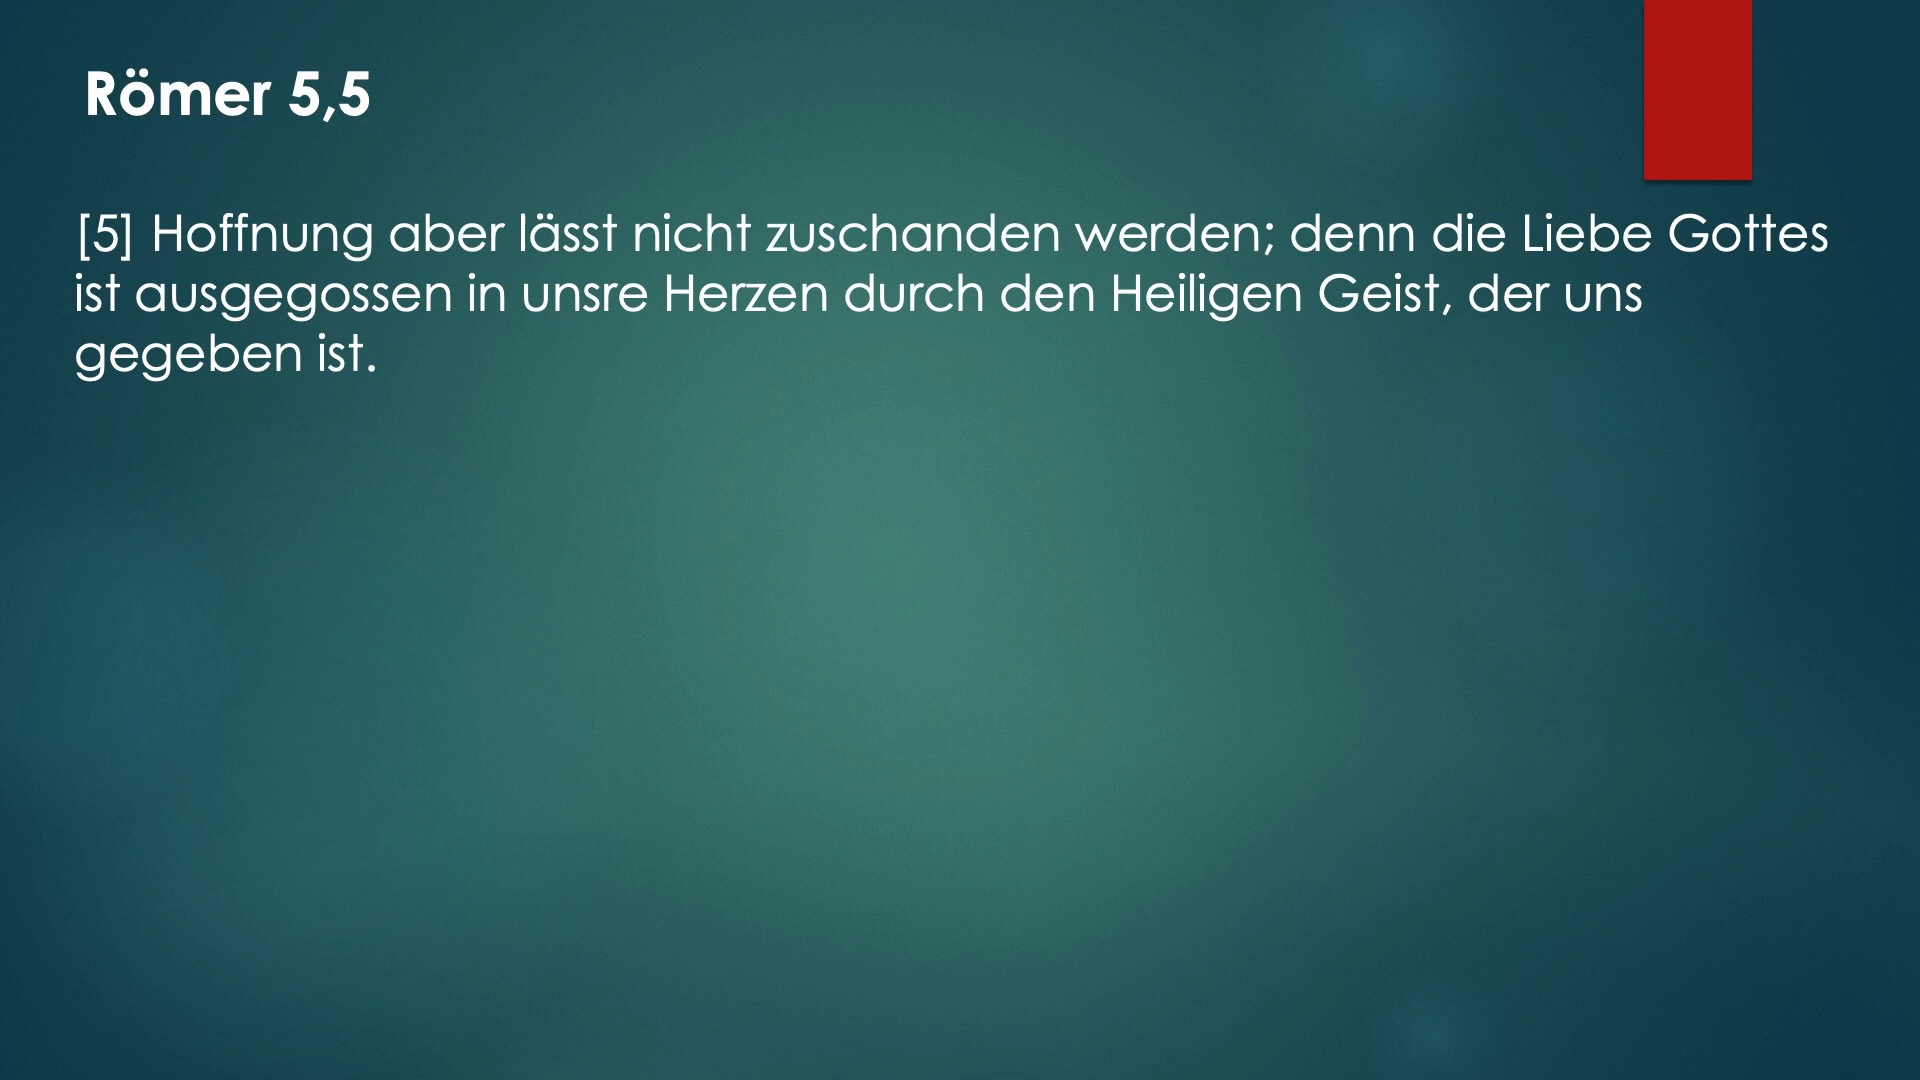 Römer 5,5
[5] Hoffnung aber lässt nicht zuschanden werden; denn die Liebe Gottes
ist ausgegossen in unsre Herzen durch den Heiligen Geist, der uns
gegeben ist.